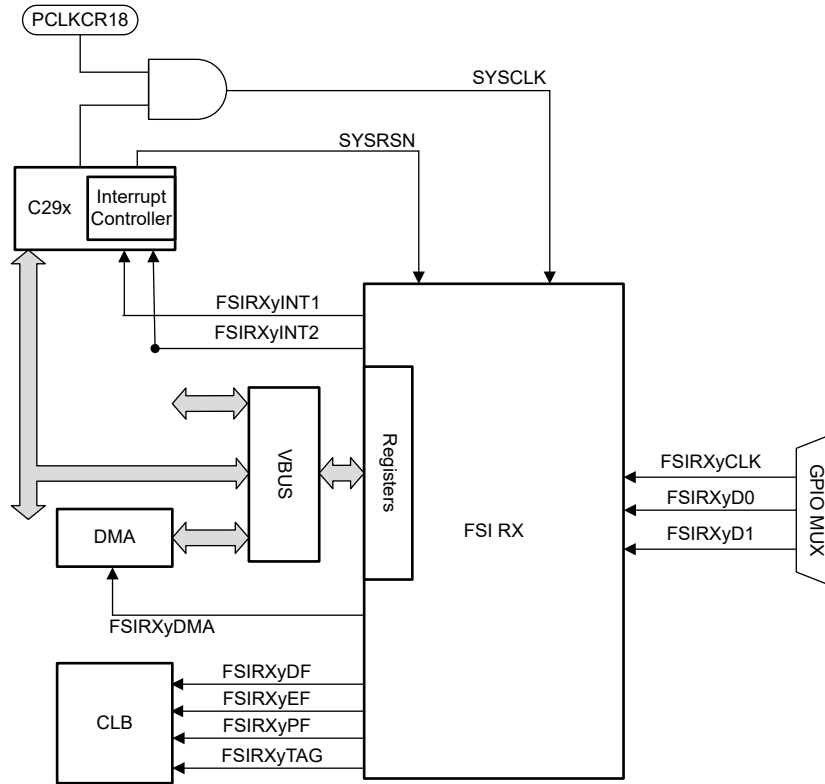 PCLKCR18
SYSCLK
SYSRSN
C29x
Interrupt
Controller
FSIRXyINT1
FSIRXyINT2
VBUS
Registers
FSI RX
FSIRXyCLK
FSIRXyD0
FSIRXyD1
GPIO MUX
DMA
FSIRXyDMA
CLB
FSIRXyDF
FSIRXyEF
FSIRXyPF
FSIRXyTAG